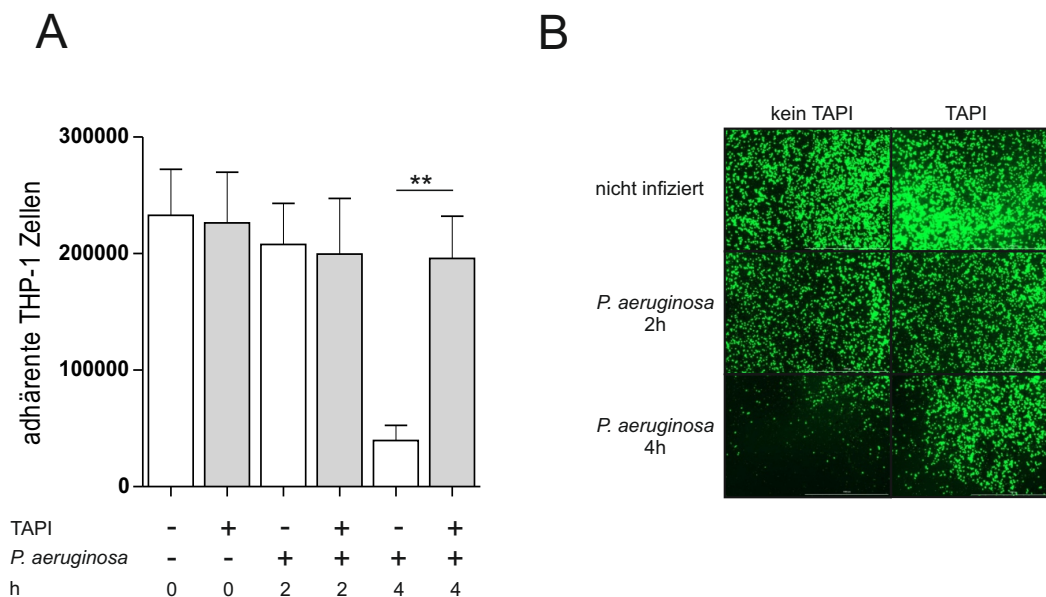 A
300000
200000
100000
0
adhärente THP-1 Zellen
**
TAPI - + - + - +
P. aeruginosa - - + + + +
h 0 0 2 2 4 4
B
kein TAPI TAPI
nicht infiziert
P. aeruginosa
2h
P. aeruginosa
4h